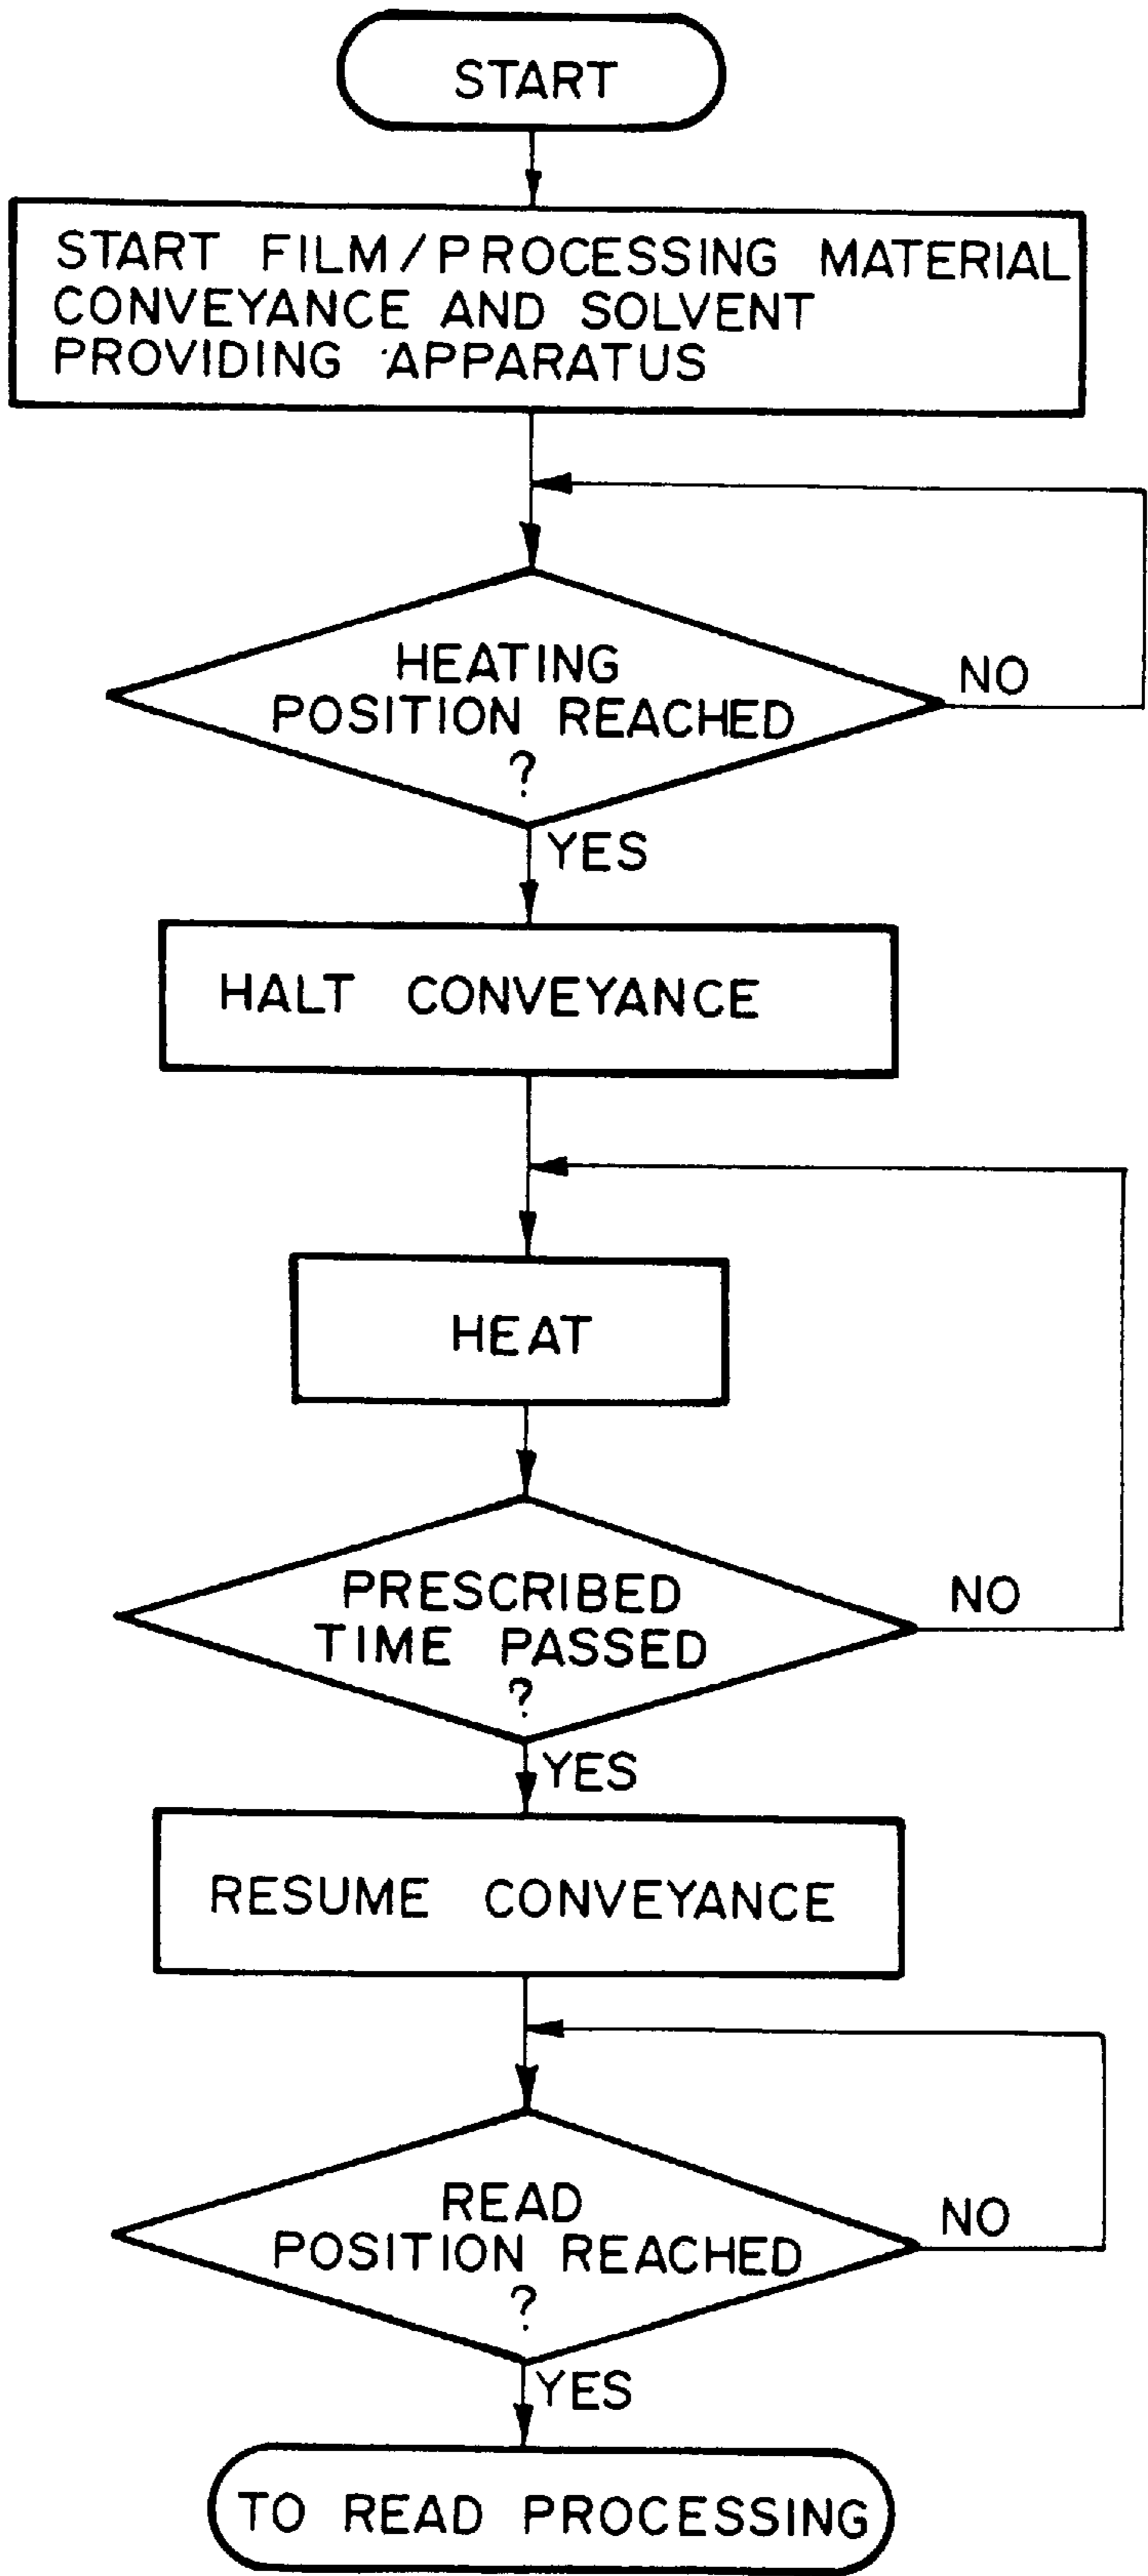 START
START FILM/PROCESSING MATERIAL
CONVEYANCE AND SOLVENT
PROVIDING APPARATUS
HEATING
POSITION REACHED
?
NO
YES
HALT CONVEYANCE
HEAT
PRESCRIBED
TIME PASSED
?
NO
YES
RESUME CONVEYANCE
READ
POSITION REACHED
?
NO
YES
TO READ PROCESSING